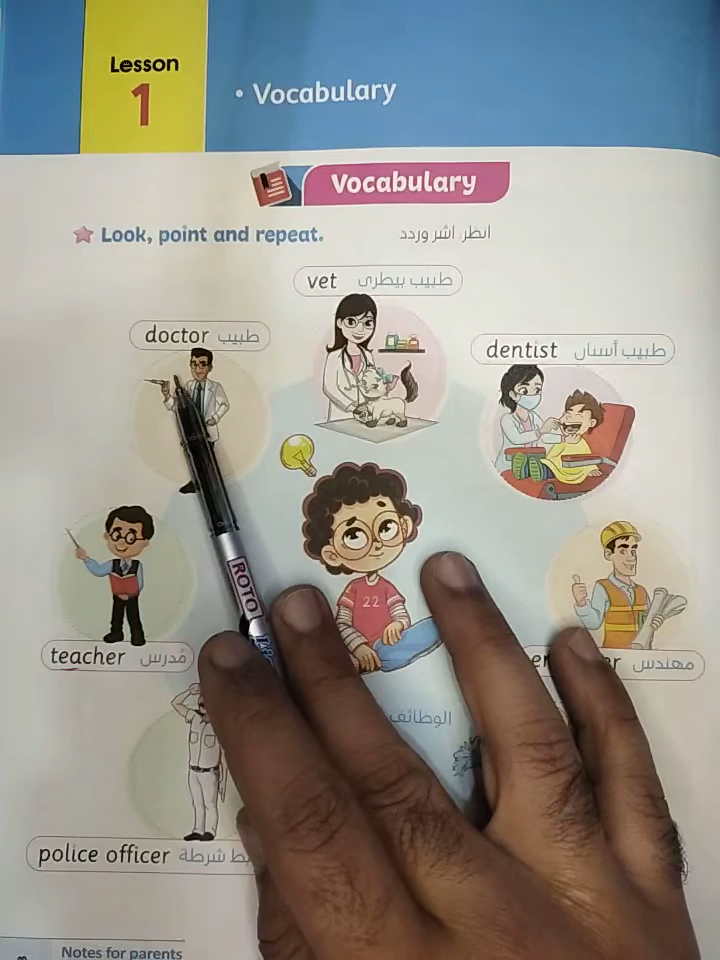 Lesson
1
• Vocabulary
Vocabulary
Look, point and repeat.
انظر اشر وردد
vet طبيب بيطرى
doctor طبيب
dentist طبيب أسنان
ROTO
22
teacher مُدرس
مهندس
الوظائف
police officer شرطة
Notes for parents